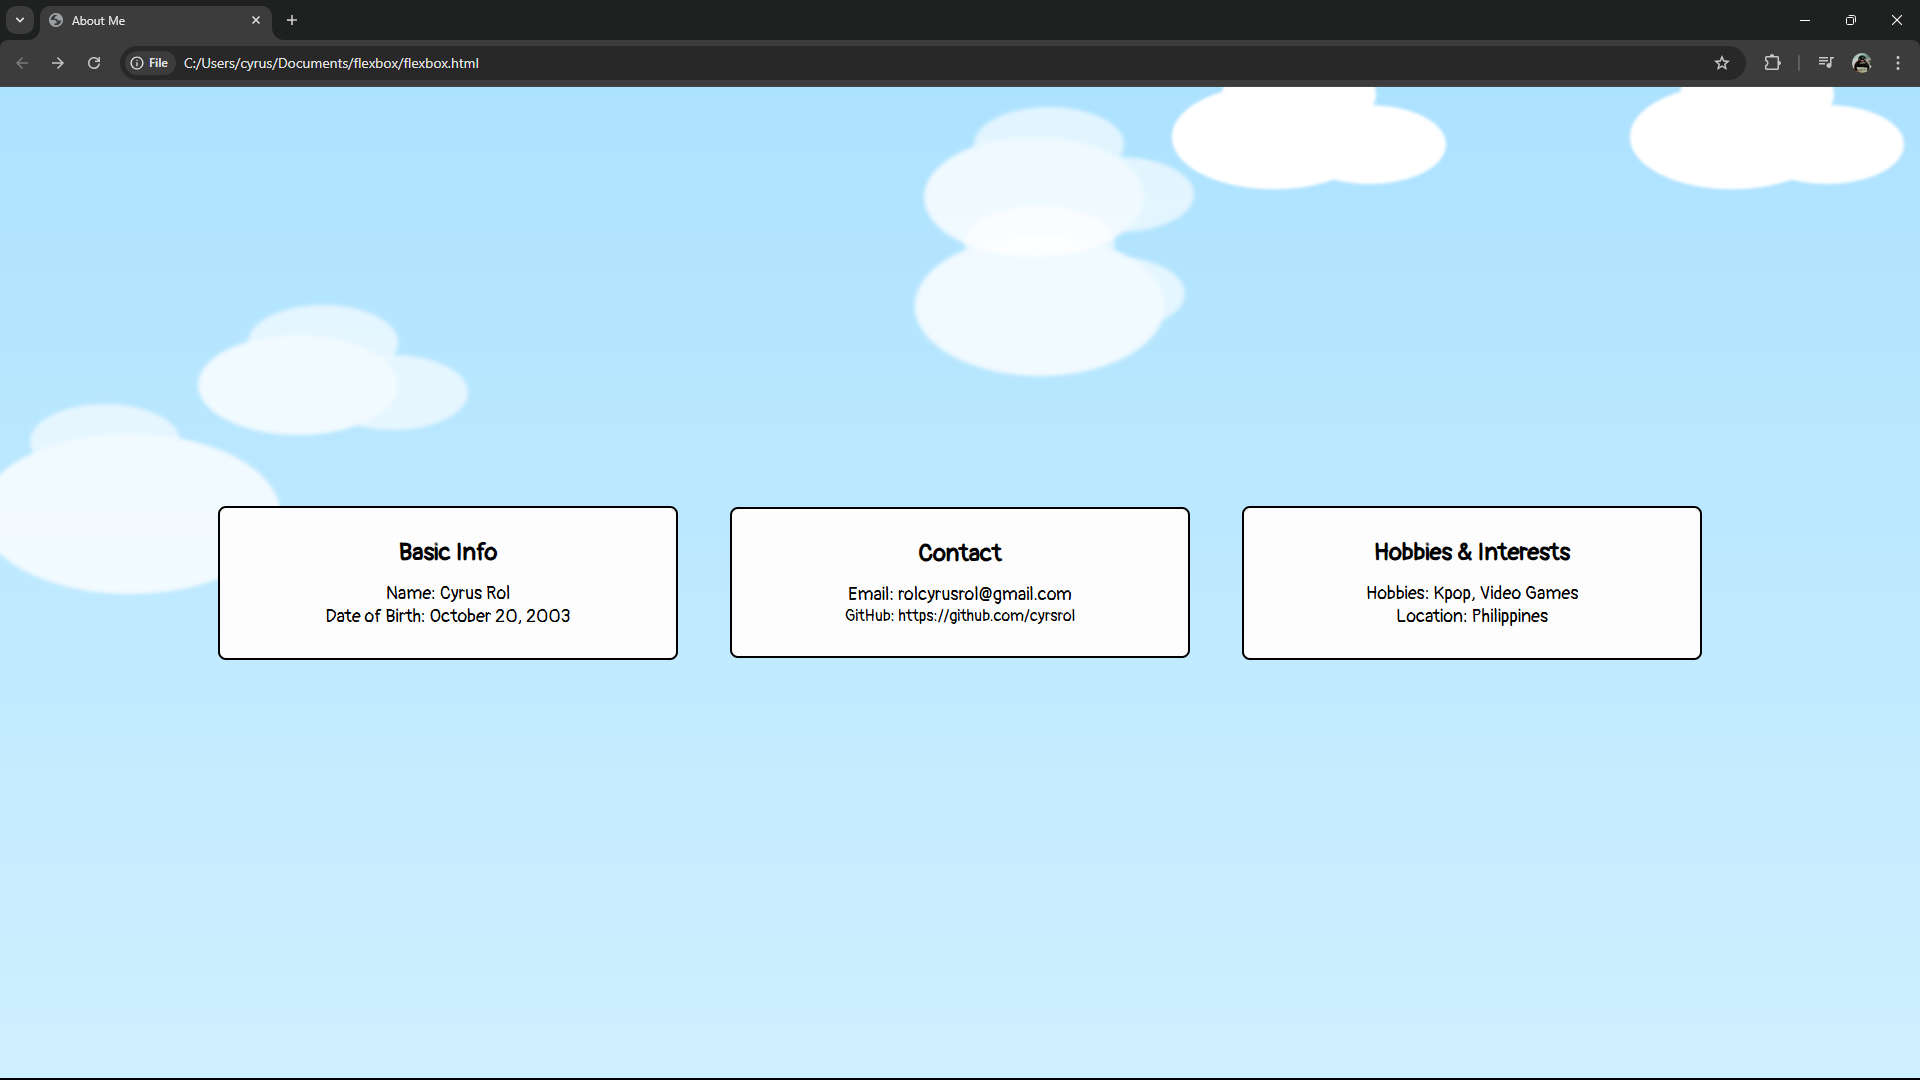 About Me
File
C:/Users/cyrus/Documents/flexbox/flexbox.html
Basic Info
Name: Cyrus Rol
Date of Birth: October 20, 2003
Contact
Email: rolcyrusrol@gmail.com
GitHub: https://github.com/cyrsrol
Hobbies & Interests
Hobbies: Kpop, Video Games
Location: Philippines